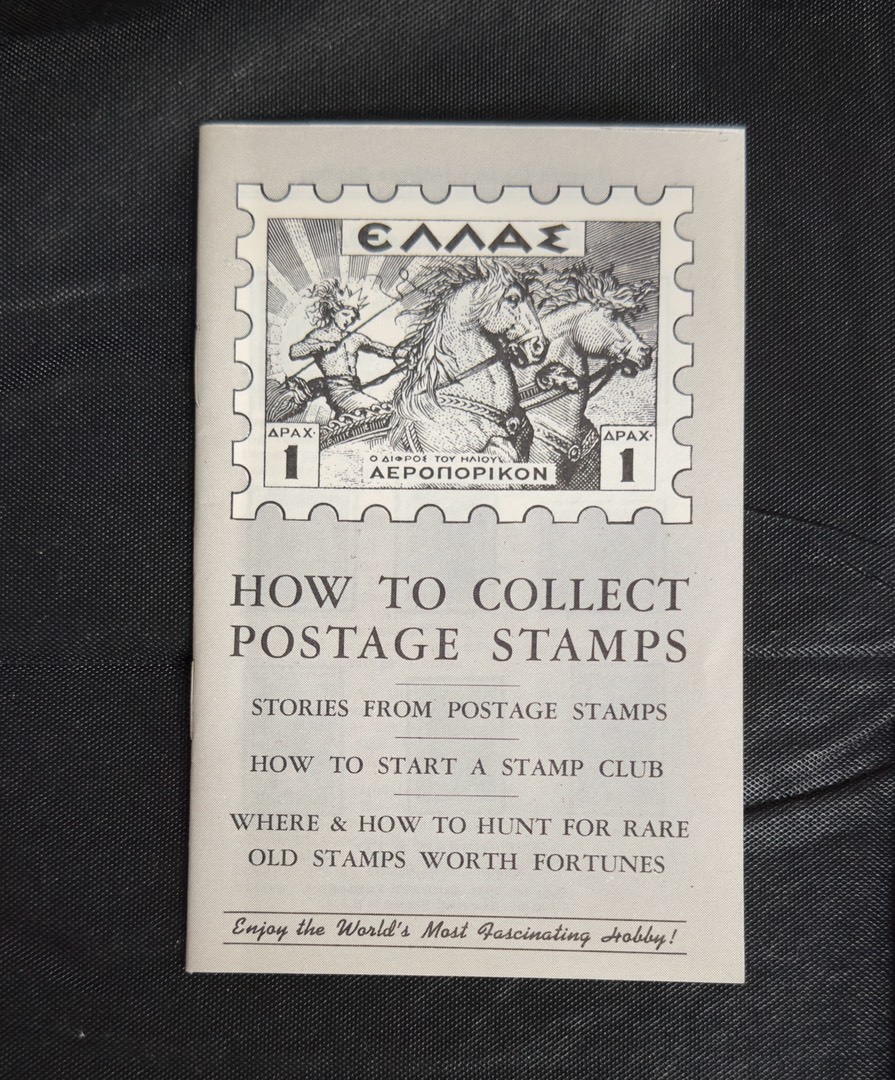 ΕΛΛΑΣ
ΔΡΑΧ·
1
Ο ΔΙΦΡΟΣ ΤΟΥ ΗΛΙΟΥ
ΑΕΡΟΠΟΡΙΚΟΝ
ΔΡΑΧ·
1
HOW TO COLLECT
POSTAGE STAMPS
STORIES FROM POSTAGE STAMPS
HOW TO START A STAMP CLUB
WHERE & HOW TO HUNT FOR RARE
OLD STAMPS WORTH FORTUNES
Enjoy the World's Most Fascinating Hobby!